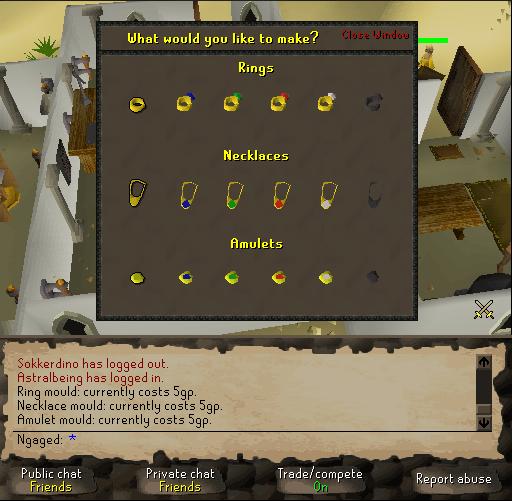 What would you like to make?
Close Window
Rings
Necklaces
Amulets
Sokkerdino has logged out.
Astralbeing has logged in.
Ring mould: currently costs 5gp.
Necklace mould: currently costs 5gp.
Amulet mould: currently costs 5gp.
Ngaged: *
Public chat
Friends
Private chat
Friends
Trade/compete
On
Report abuse